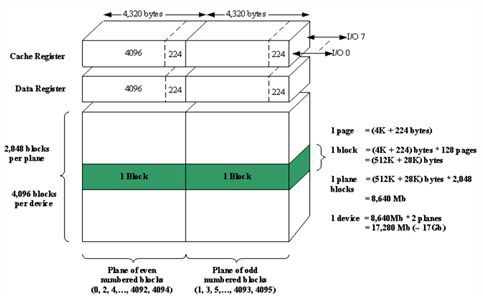 4,320 bytes 4,320 bytes
I/O 7
I/O 0
Cache Register 4096 224 224
Data Register 4096 224 224
2,048 blocks
per plane
4,096 blocks
per device
1 Block 1 Block
1 page = (4K + 224 bytes)
1 block = (4K + 224) bytes * 128 pages
= (512K + 28K) bytes
1 plane = (512K + 28K) bytes * 2,048
blocks
= 8,640 Mb
1 device = 8,640Mb * 2 planes
= 17,280 Mb (~ 17Gb)
Plane of even Plane of odd
numbered blocks numbered blocks
(0, 2, 4,..., 4092, 4094) (1, 3, 5,..., 4093, 4095)